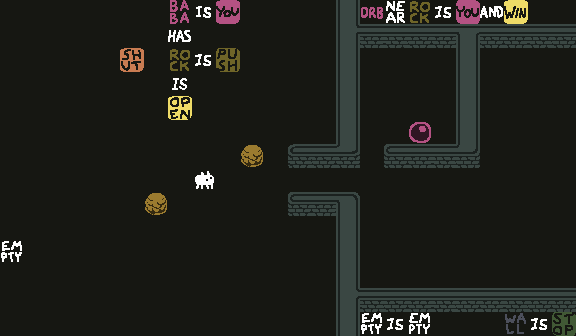 BABA IS YOU
ORB NEAR ROCK IS YOU AND WIN
HAS
SHUT ROCK IS PUSH
IS
OPEN
EMPTY
EMPTY IS EMPTY
WALL IS STOP